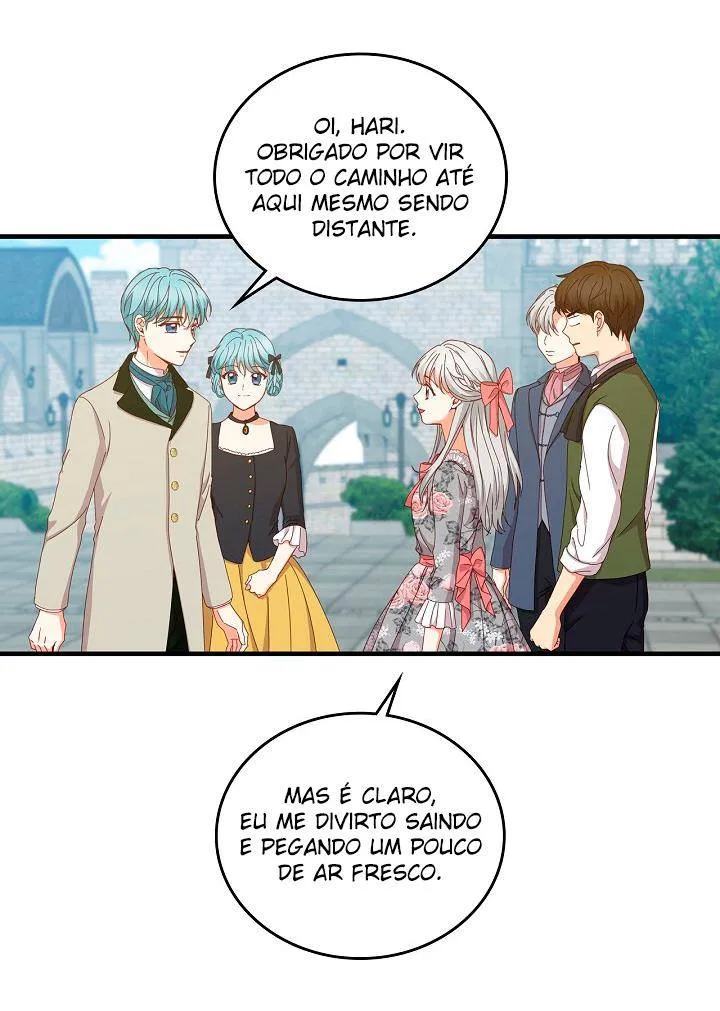 OI, HARI.
OBRIGADO POR VIR
TODO O CAMINHO ATÉ
AQUI MESMO SENDO
DISTANTE.
MAS É CLARO,
EU ME DIVIRTO SAINDO
E PEGANDO UM POUCO
DE AR FRESCO.